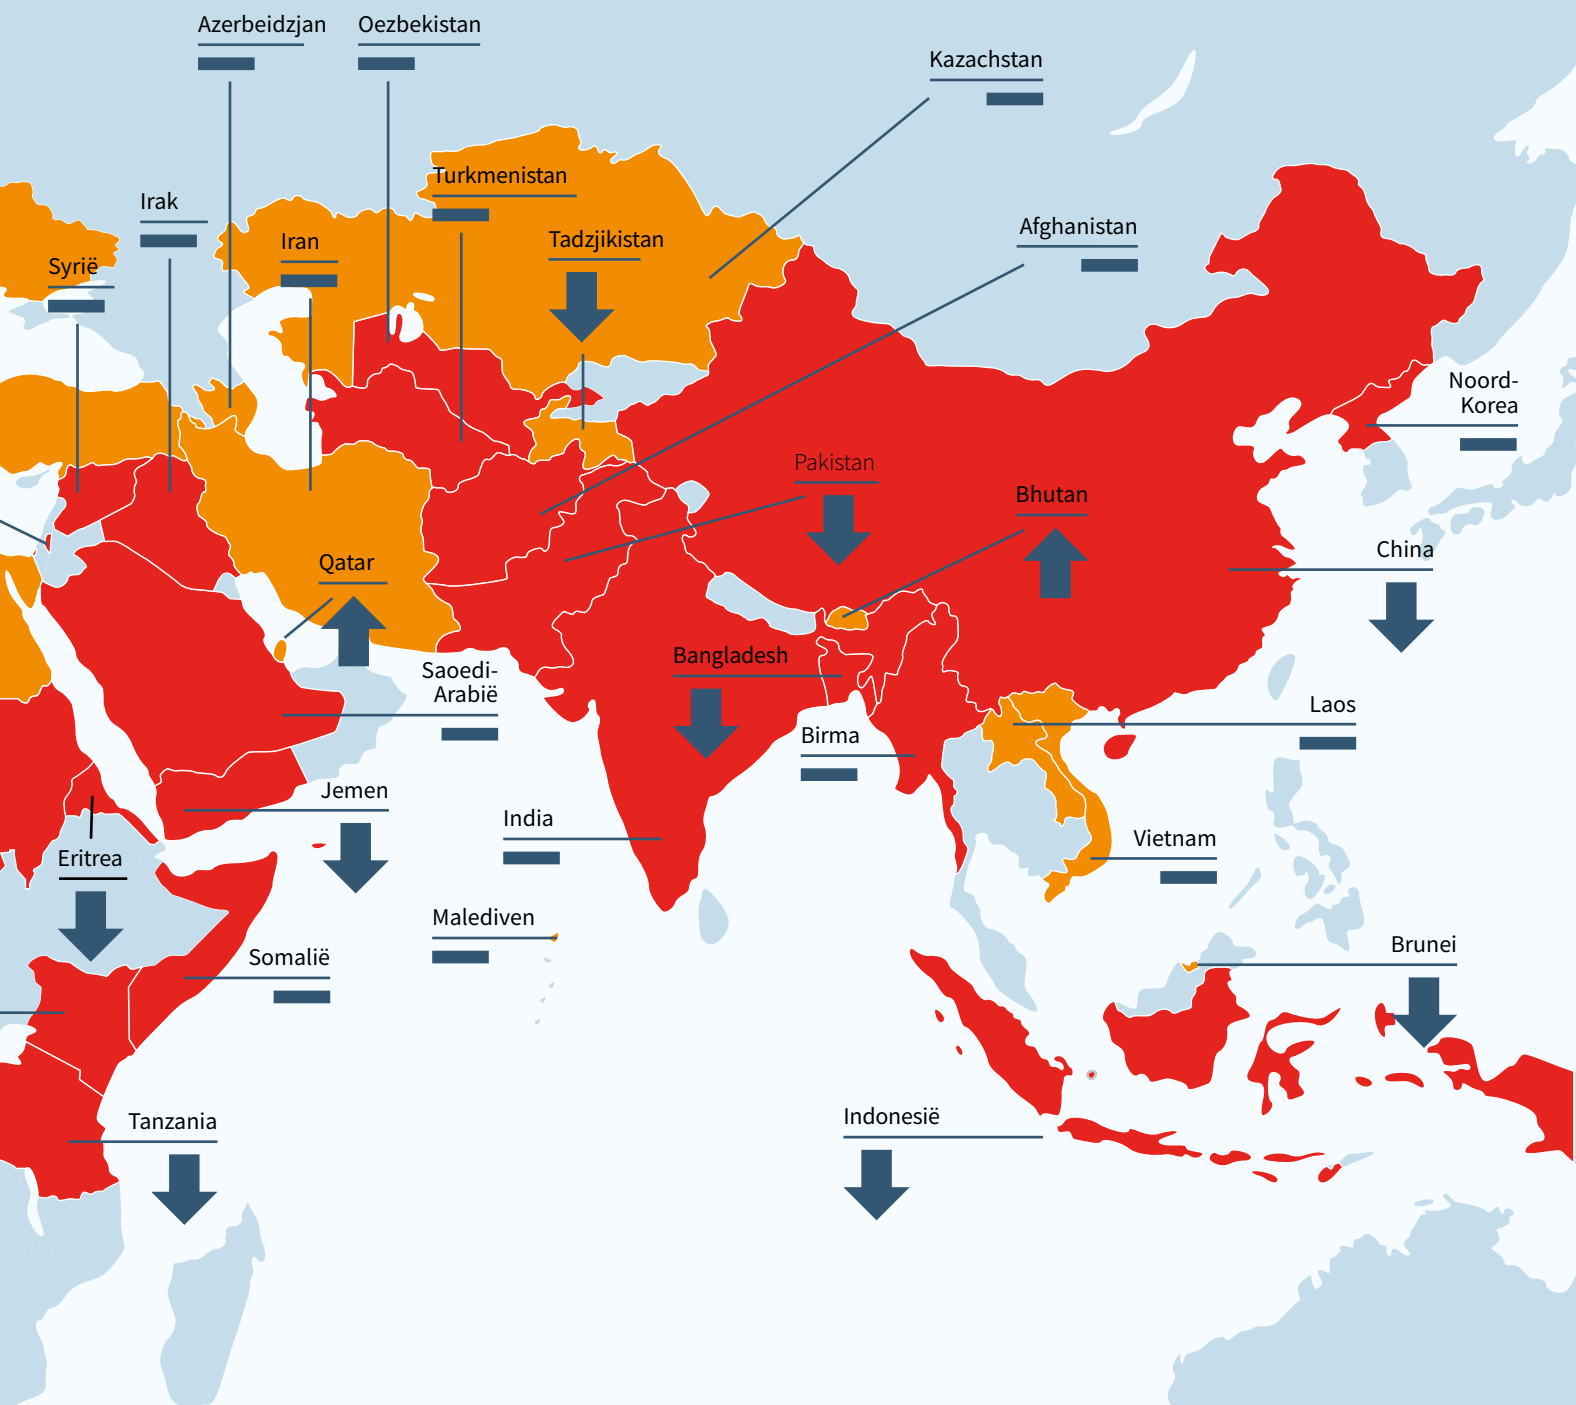 Azerbeidzjan
Oezbekistan
Kazachstan
Turkmenistan
Irak
Afghanistan
Iran
Tadzjikistan
Syrië
Noord-
Korea
Pakistan
Bhutan
China
Qatar
Bangladesh
Saoedi-
Arabië
Laos
Birma
Jemen
India
Vietnam
Eritrea
Malediven
Brunei
Somalië
Indonesië
Tanzania